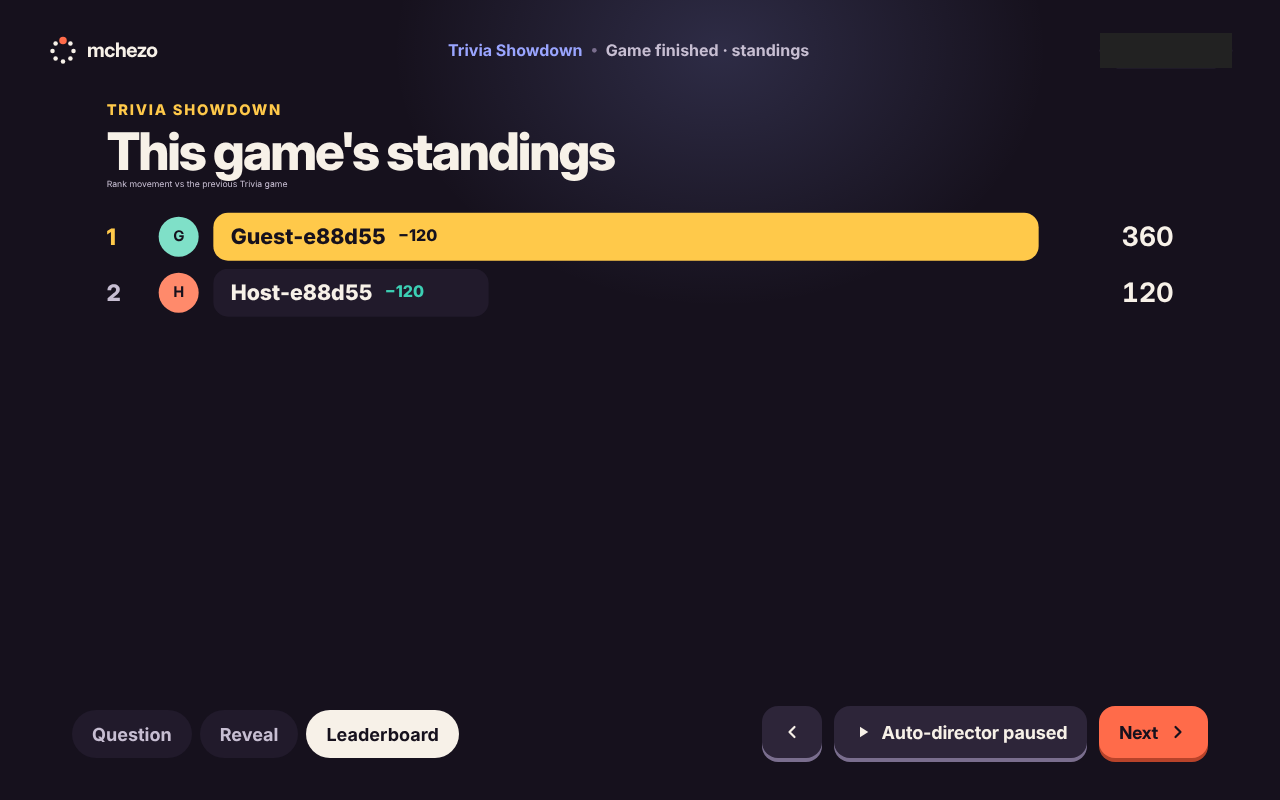 mchezo
Trivia Showdown • Game finished · standings
TRIVIA SHOWDOWN
This game's standings
Rank movement vs the previous Trivia game
1 G Guest-e88d55 −120 360
2 H Host-e88d55 −120 120
Question Reveal Leaderboard Auto-director paused Next